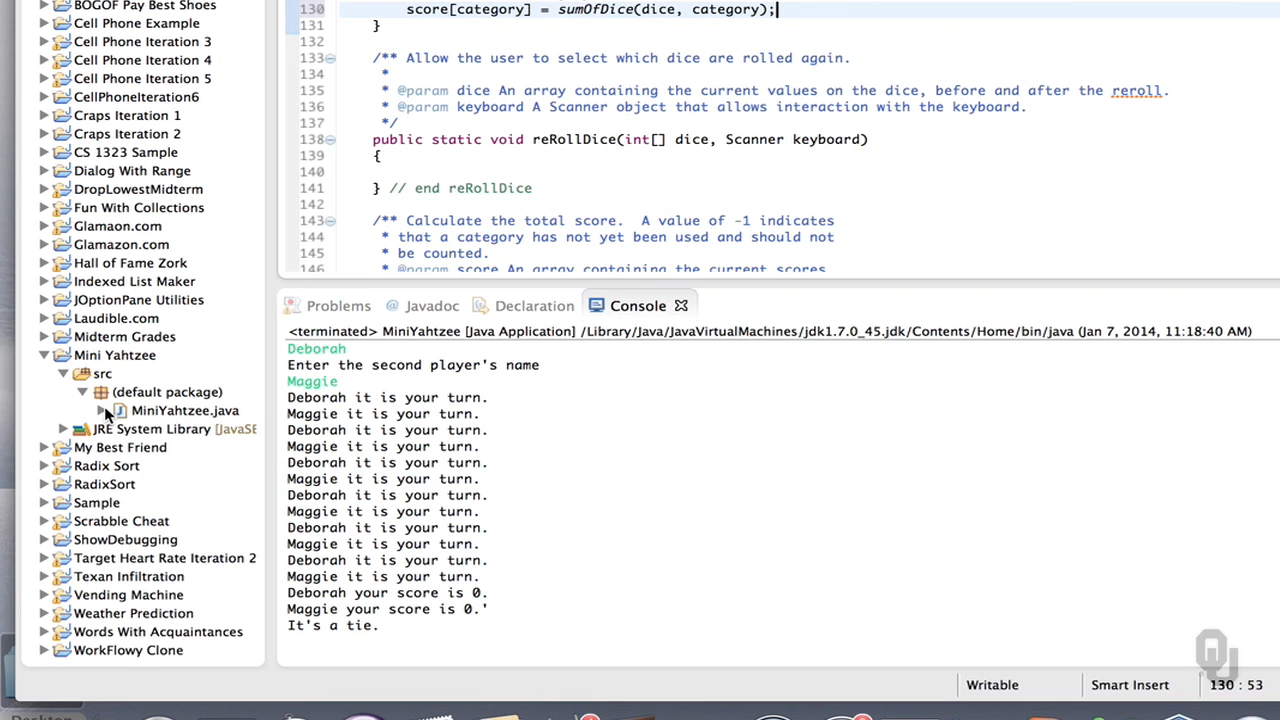 BOGOF Pay Best Shoes
Cell Phone Example
Cell Phone Iteration 3
Cell Phone Iteration 4
Cell Phone Iteration 5
CellPhoneIteration6
Craps Iteration 1
Craps Iteration 2
CS 1323 Sample
Dialog With Range
DropLowestMidterm
Fun With Collections
Glamaon.com
Glamazon.com
Hall of Fame Zork
Indexed List Maker
JOptionPane Utilities
Laudible.com
Midterm Grades
Mini Yahtzee
src
(default package)
MiniYahtzee.java
JRE System Library [JavaSE
My Best Friend
Radix Sort
RadixSort
Sample
Scrabble Cheat
ShowDebugging
Target Heart Rate Iteration 2
Texan Infiltration
Vending Machine
Weather Prediction
Words With Acquaintances
WorkFlowy Clone
130 score[category] = sumOfDice(dice, category);
131 }
132
133 /** Allow the user to select which dice are rolled again.
134 *
135 * @param dice An array containing the current values on the dice, before and after the reroll.
136 * @param keyboard A Scanner object that allows interaction with the keyboard.
137 */
138 public static void reRollDice(int[] dice, Scanner keyboard)
139 {
140
141 } // end reRollDice
142
143 /** Calculate the total score.  A value of -1 indicates
144 * that a category has not yet been used and should not
145 * be counted.
146 * @param score An array containing the current scores
Problems @ Javadoc Declaration Console
<terminated> MiniYahtzee [Java Application] /Library/Java/JavaVirtualMachines/jdk1.7.0_45.jdk/Contents/Home/bin/java (Jan 7, 2014, 11:18:40 AM)
Deborah
Enter the second player's name
Maggie
Deborah it is your turn.
Maggie it is your turn.
Deborah it is your turn.
Maggie it is your turn.
Deborah it is your turn.
Maggie it is your turn.
Deborah it is your turn.
Maggie it is your turn.
Deborah it is your turn.
Maggie it is your turn.
Deborah it is your turn.
Maggie it is your turn.
Deborah your score is 0.
Maggie your score is 0.'
It's a tie.
Writable Smart Insert 130 : 53
Desktop